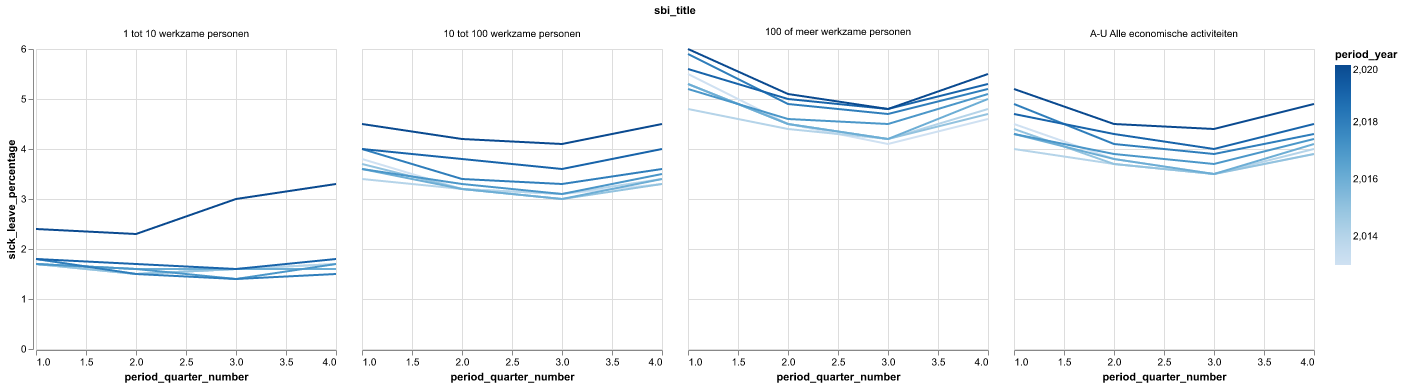 sbi_title
1 tot 10 werkzame personen
10 tot 100 werkzame personen
100 of meer werkzame personen
A-U Alle economische activiteiten
period_year
2,020
2,018
2,016
2,014
sick_leave_percentage
6
5
4
3
2
1
0
1.0 1.5 2.0 2.5 3.0 3.5 4.0
1.0 1.5 2.0 2.5 3.0 3.5 4.0
1.0 1.5 2.0 2.5 3.0 3.5 4.0
1.0 1.5 2.0 2.5 3.0 3.5 4.0
period_quarter_number
period_quarter_number
period_quarter_number
period_quarter_number